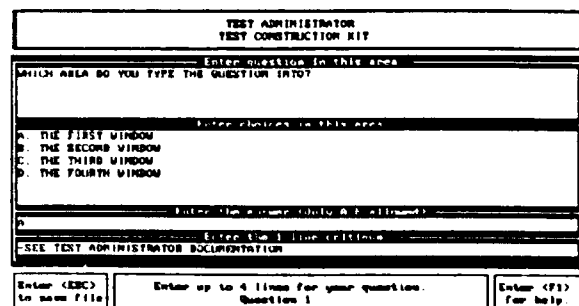 TEST ADMINISTRATOR
TEST CONSTRUCTION KIT
Enter question in this area
WHICH AREA DO YOU TYPE THE QUESTION INTO?
Enter choices in this area
A. THE FIRST WINDOW
B. THE SECOND WINDOW
C. THE THIRD WINDOW
D. THE FOURTH WINDOW
Enter the answer (Only A-E allowed)
A
Enter the 1 line critique
-SEE TEST ADMINISTRATOR DOCUMENTATION
Enter <ESC>
to save file
Enter up to 4 lines for your question.
Question 1
Enter <F1>
for help.